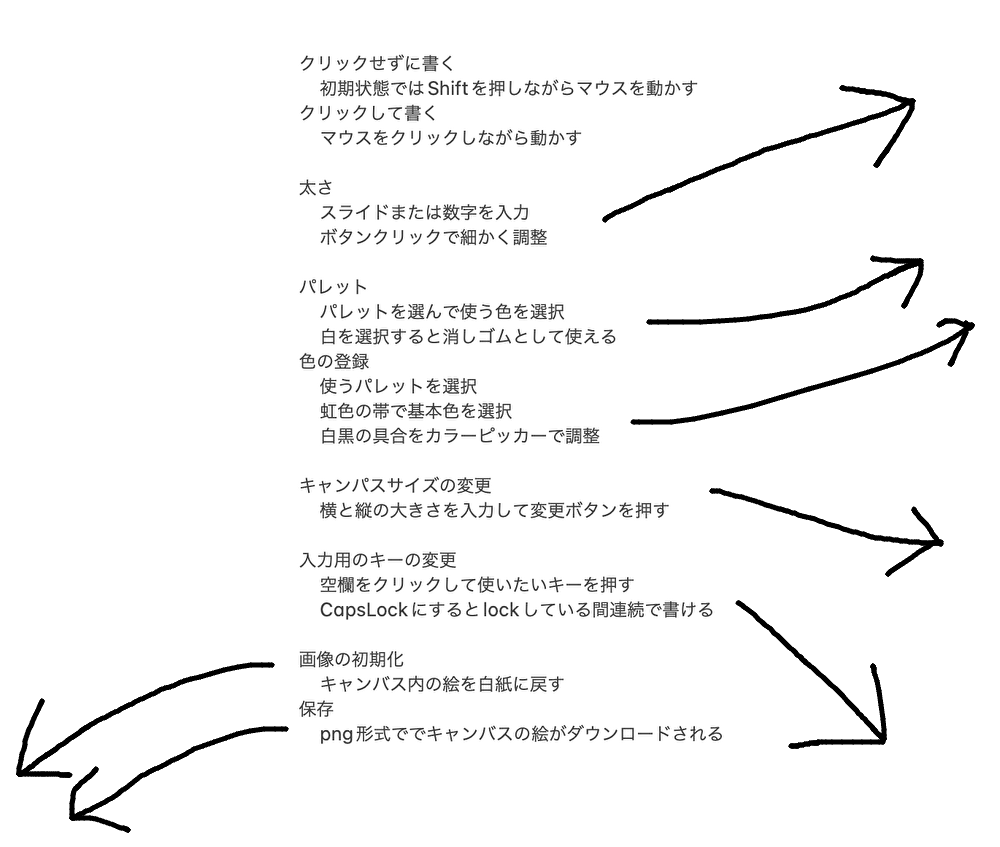 クリックせずに書く
初期状態ではShiftを押しながらマウスを動かす
クリックして書く
マウスをクリックしながら動かす
太さ
スライドまたは数字を入力
ボタンクリックで細かく調整
パレット
パレットを選んで使う色を選択
白を選択すると消しゴムとして使える
色の登録
使うパレットを選択
虹色の帯で基本色を選択
白黒の具合をカラーピッカーで調整
キャンパスサイズの変更
横と縦の大きさを入力して変更ボタンを押す
入力用のキーの変更
空欄をクリックして使いたいキーを押す
CapsLockにするとlockしている間連続で書ける
画像の初期化
キャンバス内の絵を白紙に戻す
保存
png形式ででキャンバスの絵がダウンロードされる